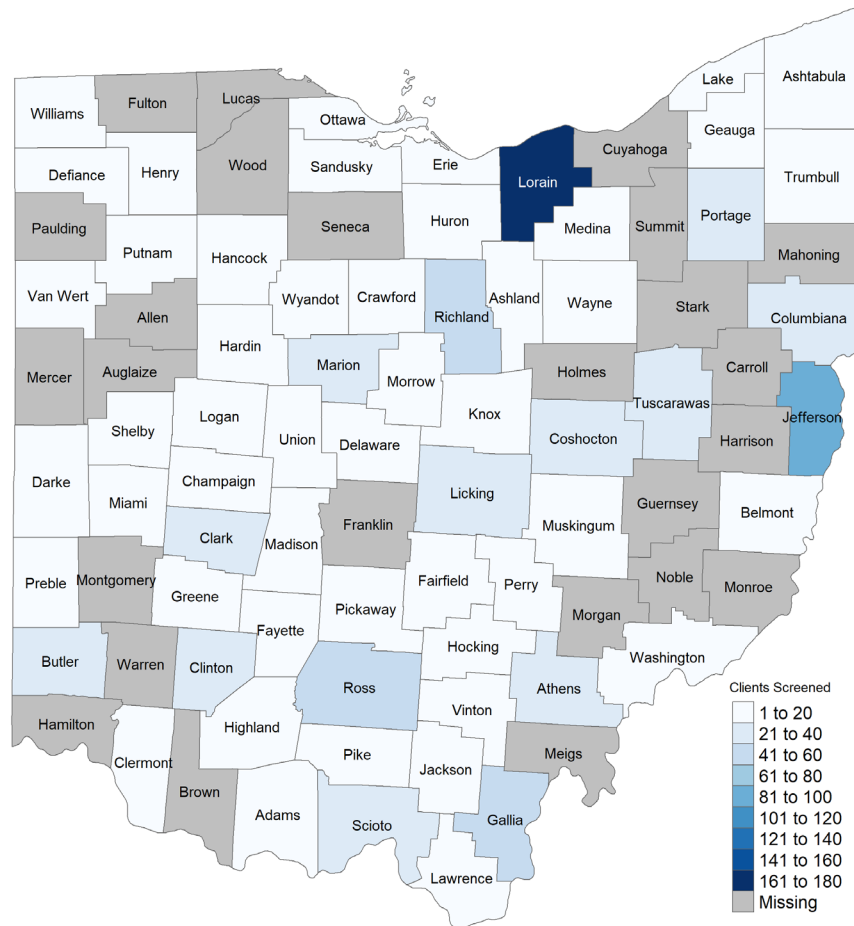 Lake
Ashtabula
Fulton
Lucas
Williams
Ottawa
Geauga
Cuyahoga
Wood
Sandusky
Erie
Henry
Defiance
Lorain
Trumbull
Paulding
Seneca
Huron
Medina
Summit
Portage
Putnam
Hancock
Mahoning
Van Wert
Wyandot
Crawford
Ashland
Wayne
Stark
Allen
Richland
Columbiana
Hardin
Marion
Mercer
Auglaize
Morrow
Holmes
Carroll
Tuscarawas
Logan
Knox
Jefferson
Shelby
Union
Delaware
Coshocton
Harrison
Champaign
Darke
Licking
Miami
Guernsey
Belmont
Franklin
Muskingum
Clark
Madison
Preble
Montgomery
Fairfield
Perry
Noble
Monroe
Greene
Pickaway
Morgan
Fayette
Hocking
Butler
Warren
Clinton
Washington
Ross
Athens
Vinton
Hamilton
Highland
Clermont
Pike
Jackson
Meigs
Brown
Adams
Scioto
Gallia
Lawrence
Clients Screened
1 to 20
21 to 40
41 to 60
61 to 80
81 to 100
101 to 120
121 to 140
141 to 160
161 to 180
Missing